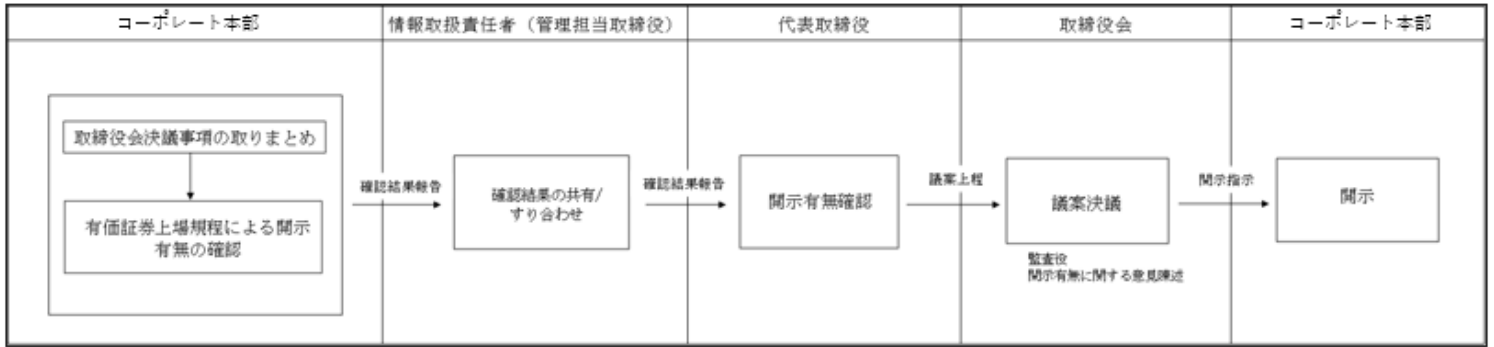 コーポレート本部
情報取扱責任者（管理担当取締役）
代表取締役
取締役会
コーポレート本部
取締役会決議事項の取りまとめ
有価証券上場規程による開示
有無の確認
確認結果報告
確認結果の共有/
すり合わせ
確認結果報告
開示有無確認
議案上程
議案決議
監査役
開示有無に関する意見陳述
開示指示
開示